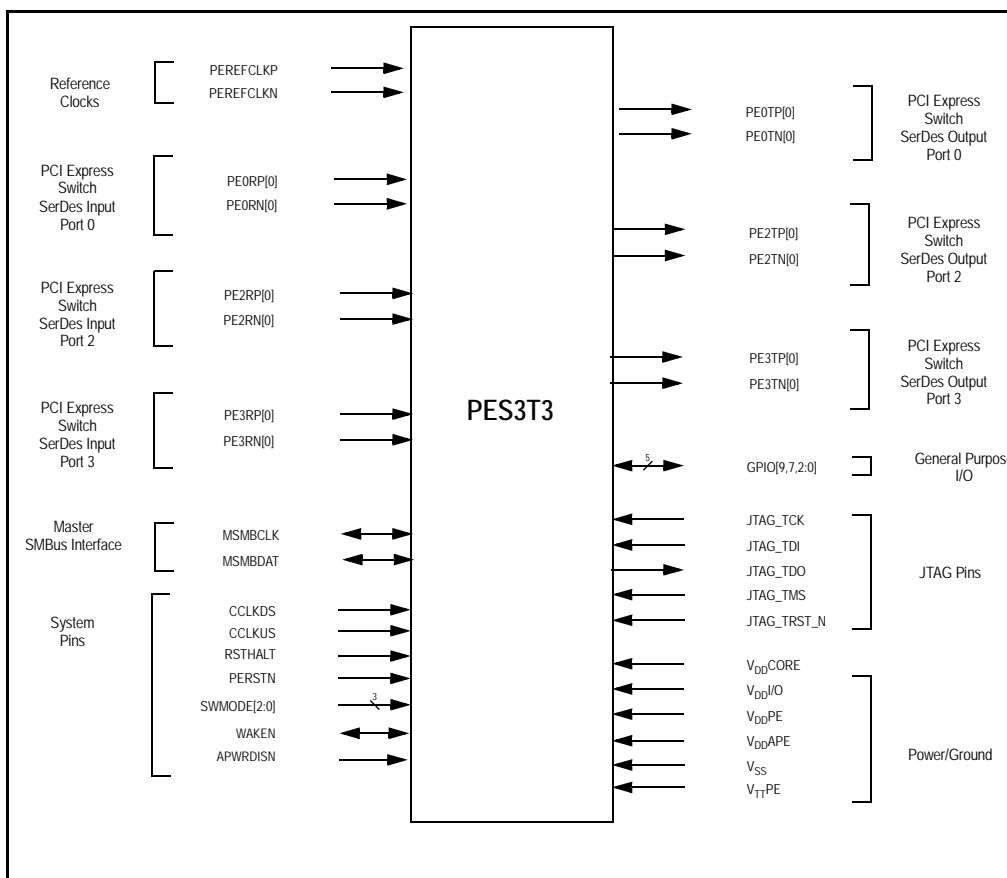 Reference
Clocks
PEREFCLKP
PEREFCLKN
PCI Express
Switch
SerDes Input
Port 0
PE0RP[0]
PE0RN[0]
PCI Express
Switch
SerDes Input
Port 2
PE2RP[0]
PE2RN[0]
PCI Express
Switch
SerDes Input
Port 3
PE3RP[0]
PE3RN[0]
Master
SMBus Interface
MSMBCLK
MSMBDAT
System
Pins
CCLKDS
CCLKUS
RSTHALT
PERSTN
SWMODE[2:0]
3
WAKEN
APWRDISN
PES3T3
PE0TP[0]
PE0TN[0]
PCI Express
Switch
SerDes Output
Port 0
PE2TP[0]
PE2TN[0]
PCI Express
Switch
SerDes Output
Port 2
PE3TP[0]
PE3TN[0]
PCI Express
Switch
SerDes Output
Port 3
5
GPIO[9,7,2:0]
General Purpos
I/O
JTAG_TCK
JTAG_TDI
JTAG_TDO
JTAG_TMS
JTAG_TRST_N
JTAG Pins
VDDCORE
VDDI/O
VDDPE
VDDAPE
VSS
VTTPE
Power/Ground